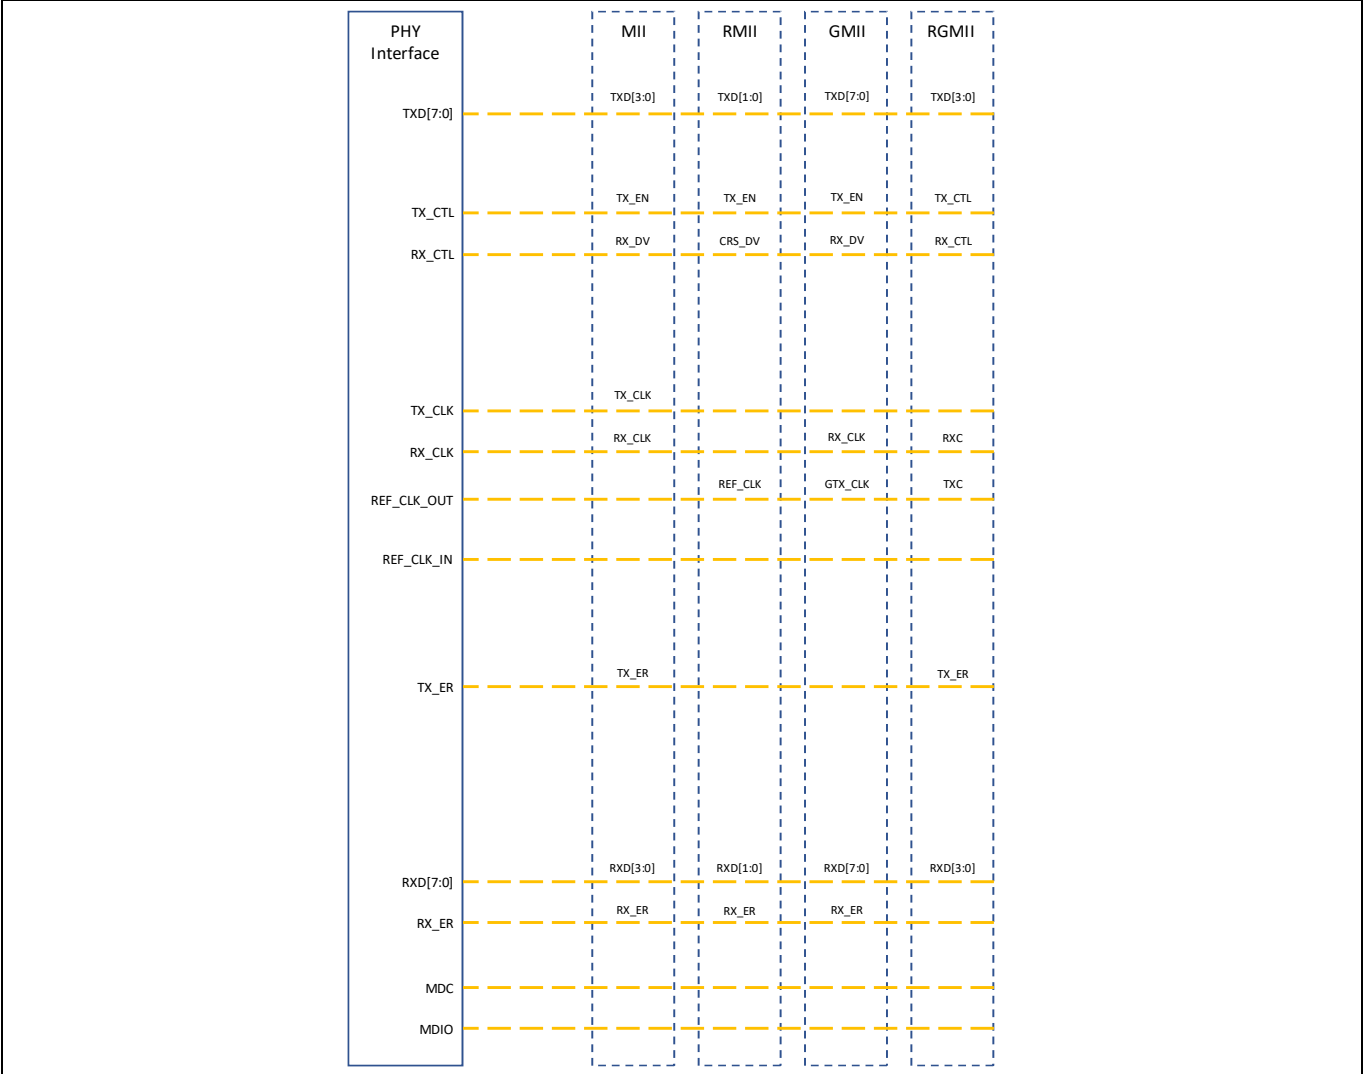 PHY
Interface
MII
RMII
GMII
RGMII
TXD[7:0]
TXD[3:0]
TXD[1:0]
TXD[7:0]
TXD[3:0]
TX_CTL
TX_EN
TX_EN
TX_EN
TX_CTL
RX_CTL
RX_DV
CRS_DV
RX_DV
RX_CTL
TX_CLK
TX_CLK
RX_CLK
RX_CLK
RX_CLK
RXC
REF_CLK_OUT
REF_CLK
GTX_CLK
TXC
REF_CLK_IN
TX_ER
TX_ER
TX_ER
RXD[7:0]
RXD[3:0]
RXD[1:0]
RXD[7:0]
RXD[3:0]
RX_ER
RX_ER
RX_ER
RX_ER
MDC
MDIO